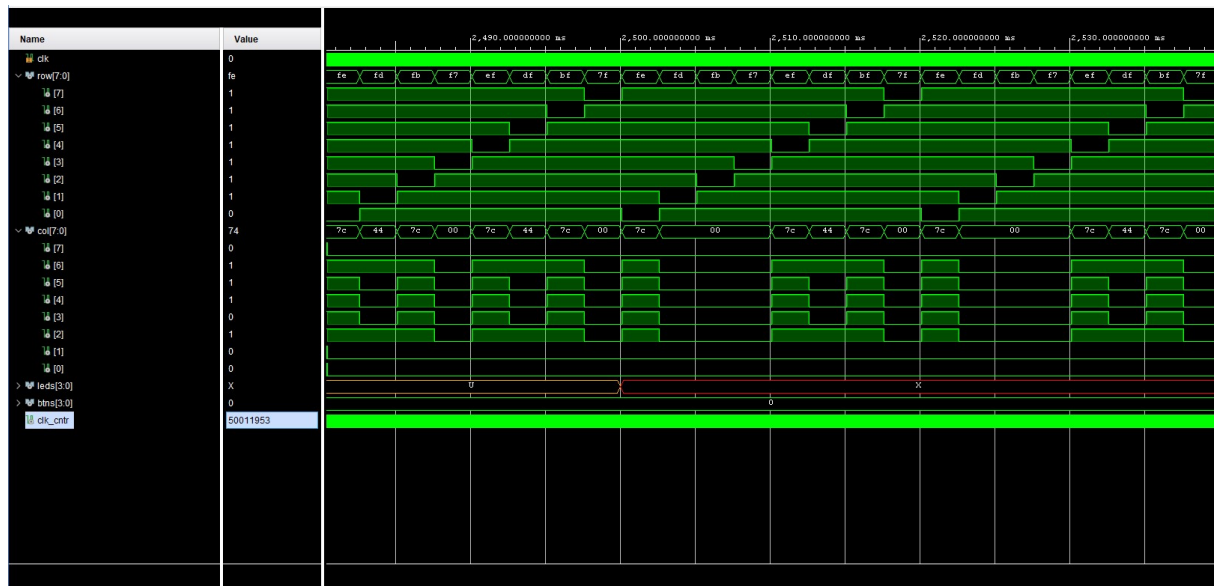 Name Value
2,490.000000000 ms 2,500.000000000 ms 2,510.000000000 ms 2,520.000000000 ms 2,530.000000000 ms
clk 0
row[7:0] fe fe fd fb f7 ef df bf 7f fe fd fb f7 ef df bf 7f fe fd fb f7 ef df bf 7f
[7] 1
[6] 1
[5] 1
[4] 1
[3] 1
[2] 1
[1] 1
[0] 0
col[7:0] 74 7c 44 7c 00 7c 44 7c 00 7c 00 7c 44 7c 00 7c 00 7c 44 7c 00
[7] 0
[6] 1
[5] 1
[4] 1
[3] 0
[2] 1
[1] 0
[0] 0
leds[3:0] X U X
btns[3:0] 0 0
clk_cntr 50011953